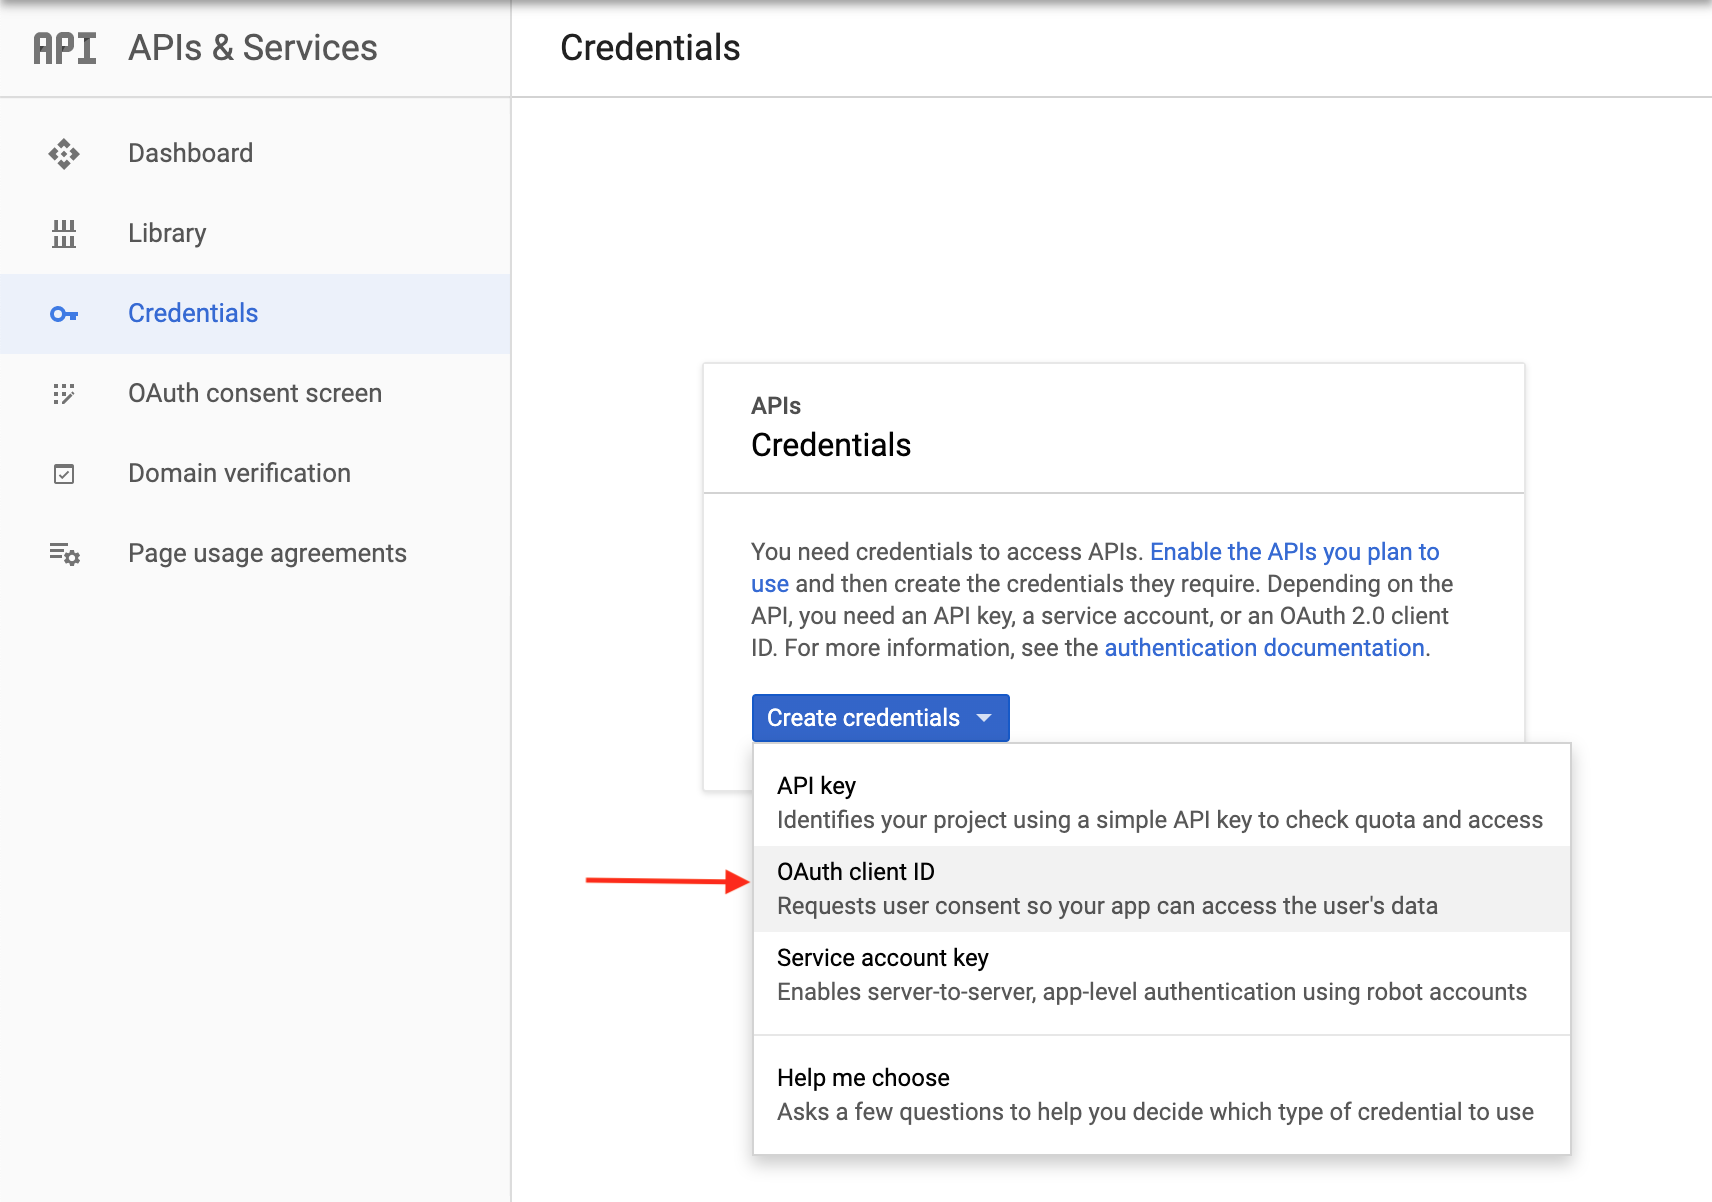 API APIs & Services
Credentials
Dashboard
Library
Credentials
OAuth consent screen
Domain verification
Page usage agreements
APIs
Credentials
You need credentials to access APIs. Enable the APIs you plan to
use and then create the credentials they require. Depending on the
API, you need an API key, a service account, or an OAuth 2.0 client
ID. For more information, see the authentication documentation.
Create credentials
API key
Identifies your project using a simple API key to check quota and access
OAuth client ID
Requests user consent so your app can access the user's data
Service account key
Enables server-to-server, app-level authentication using robot accounts
Help me choose
Asks a few questions to help you decide which type of credential to use